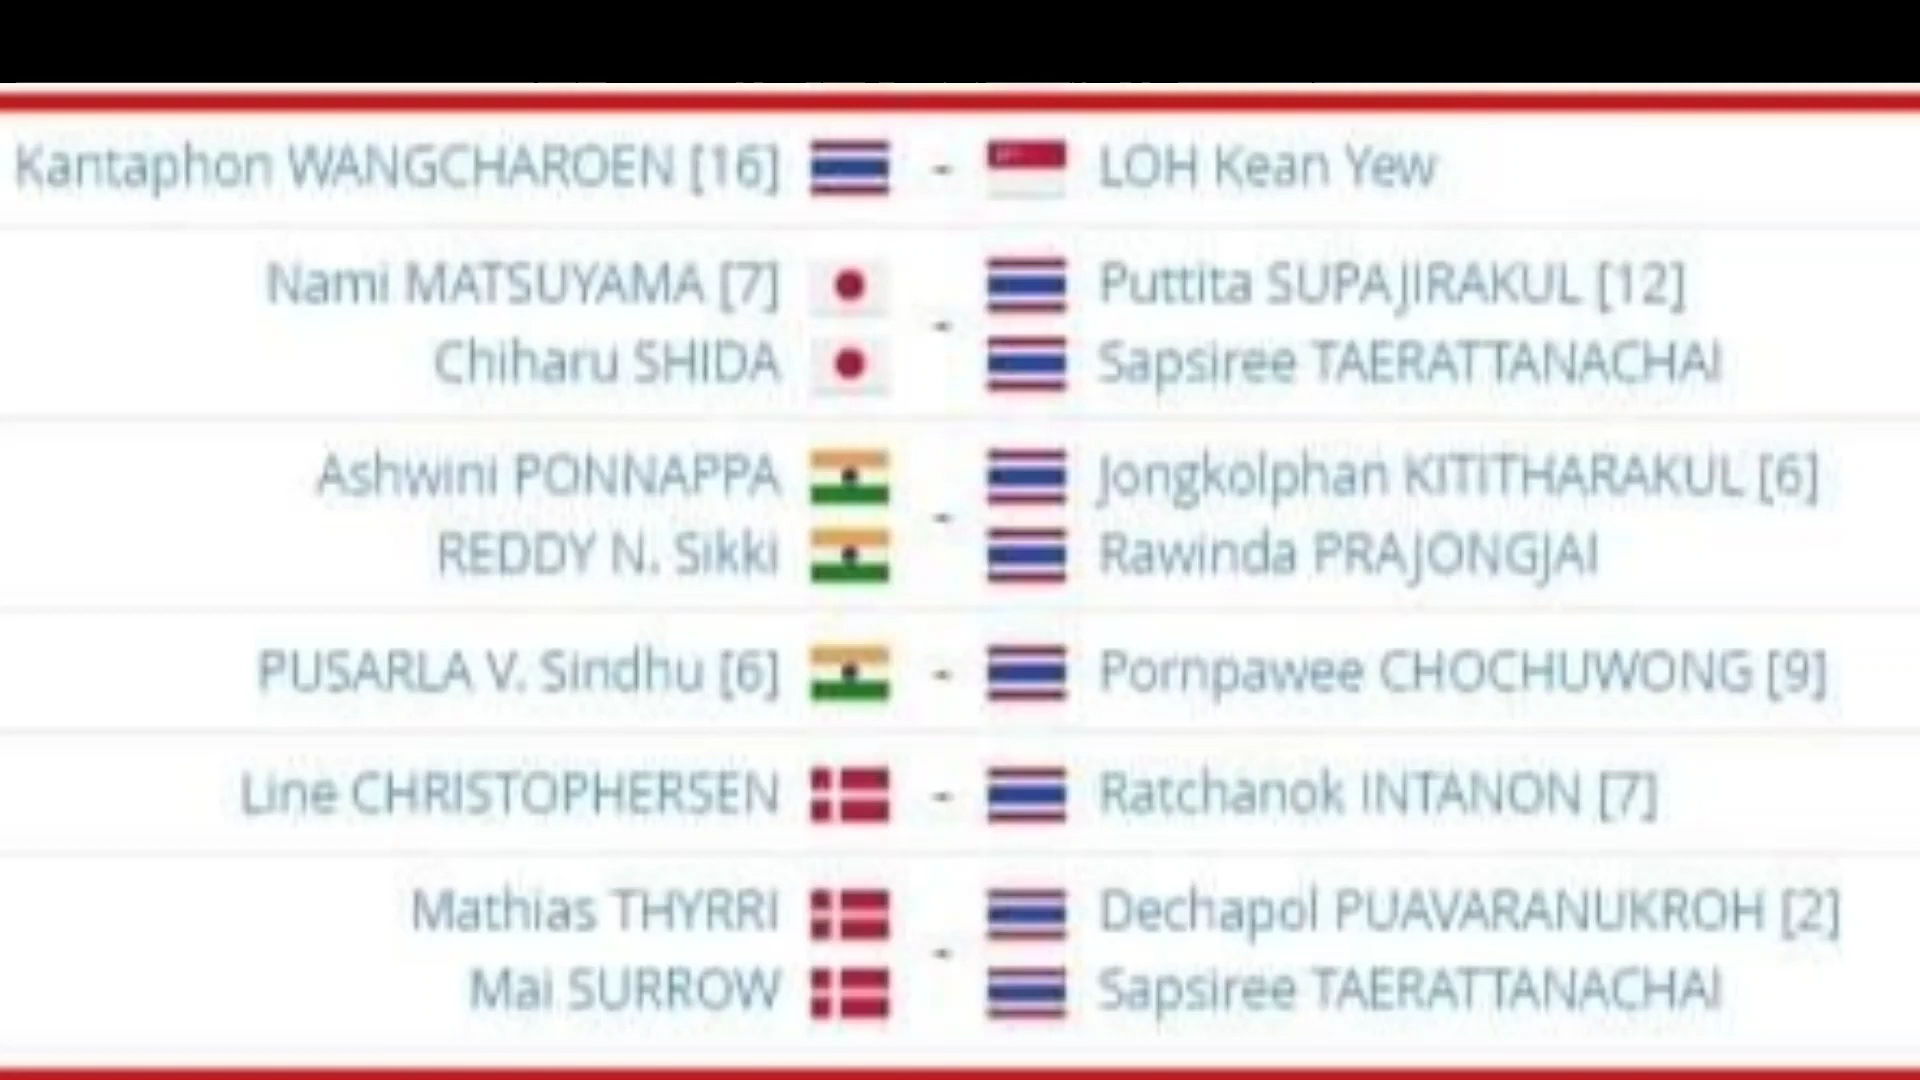 Kantaphon WANGCHAROEN [16] - LOH Kean Yew
Nami MATSUYAMA [7] Puttita SUPAJIRAKUL [12]
-
Chiharu SHIDA Sapsiree TAERATTANACHAI
Ashwini PONNAPPA Jongkolphan KITITHARAKUL [6]
-
REDDY N. Sikki Rawinda PRAJONGJAI
PUSARLA V. Sindhu [6] - Pornpawee CHOCHUWONG [9]
Line CHRISTOPHERSEN - Ratchanok INTANON [7]
Mathias THYRRI Dechapol PUAVARANUKROH [2]
-
Mai SURROW Sapsiree TAERATTANACHAI